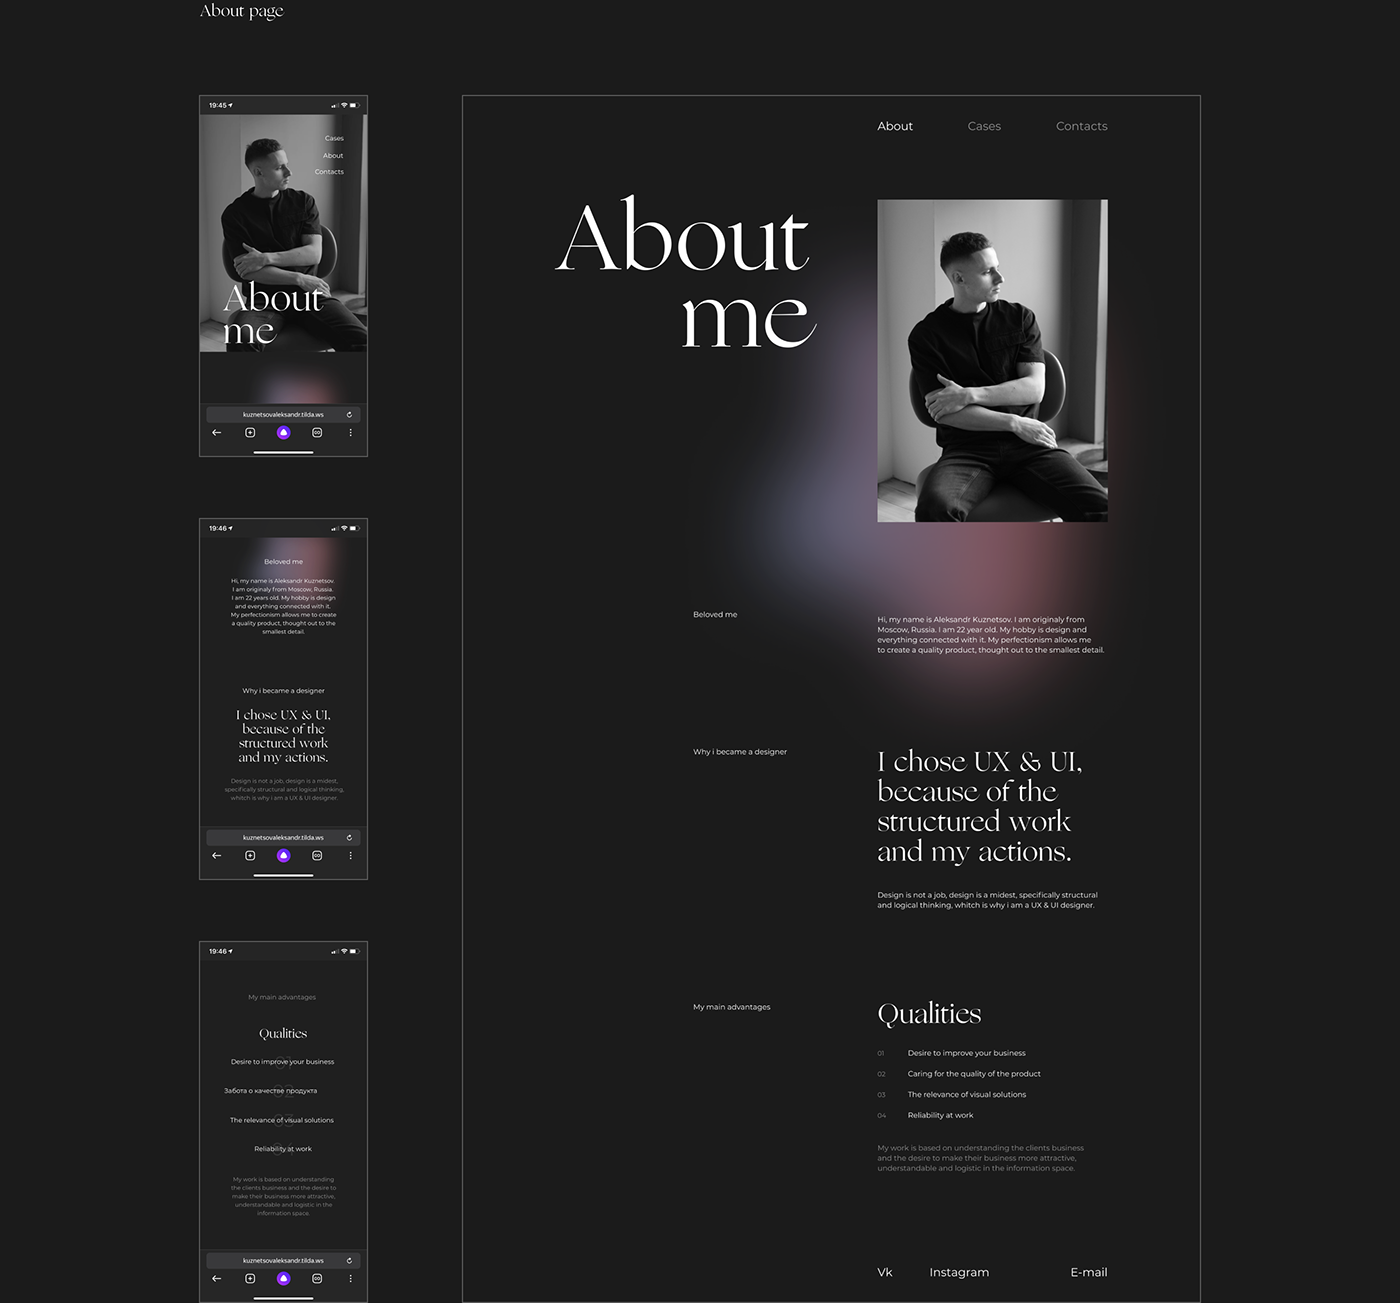 About page
19:45
Cases
About
Contacts
About
me
kuznetsovaleksandr.tilda.ws
19:46
Beloved me
Hi, my name is Aleksandr Kuznetsov.
I am originaly from Moscow, Russia.
I am 22 years old. My hobby is design
and everything connected with it.
My perfectionism allows me to create
a quality product, thought out to the
smallest detail.
Why i became a designer
I chose UX & UI,
because of the
structured work
and my actions.
Design is not a job, design is a midest,
specifically structural and logical thinking,
whitch is why i am a UX & UI designer.
kuznetsovaleksandr.tilda.ws
19:46
My main advantages
Qualities
01
Desire to improve your business
02
Забота о качестве продукта
03
The relevance of visual solutions
Reliability at work
My work is based on understanding
the clients business and the desire to
make their business more attractive,
understandable and logistic in the
information space.
kuznetsovaleksandr.tilda.ws
About Cases Contacts
About
me
Beloved me
Hi, my name is Aleksandr Kuznetsov. I am originaly from
Moscow, Russia. I am 22 year old. My hobby is design and
everything connected with it. My perfectionism allows me
to create a quality product, thought out to the smallest detail.
Why i became a designer
I chose UX & UI,
because of the
structured work
and my actions.
Design is not a job, design is a midest, specifically structural
and logical thinking, whitch is why i am a UX & UI designer.
My main advantages
Qualities
01 Desire to improve your business
02 Caring for the quality of the product
03 The relevance of visual solutions
04 Reliability at work
My work is based on understanding the clients business
and the desire to make their business more attractive,
understandable and logistic in the information space.
Vk Instagram E-mail